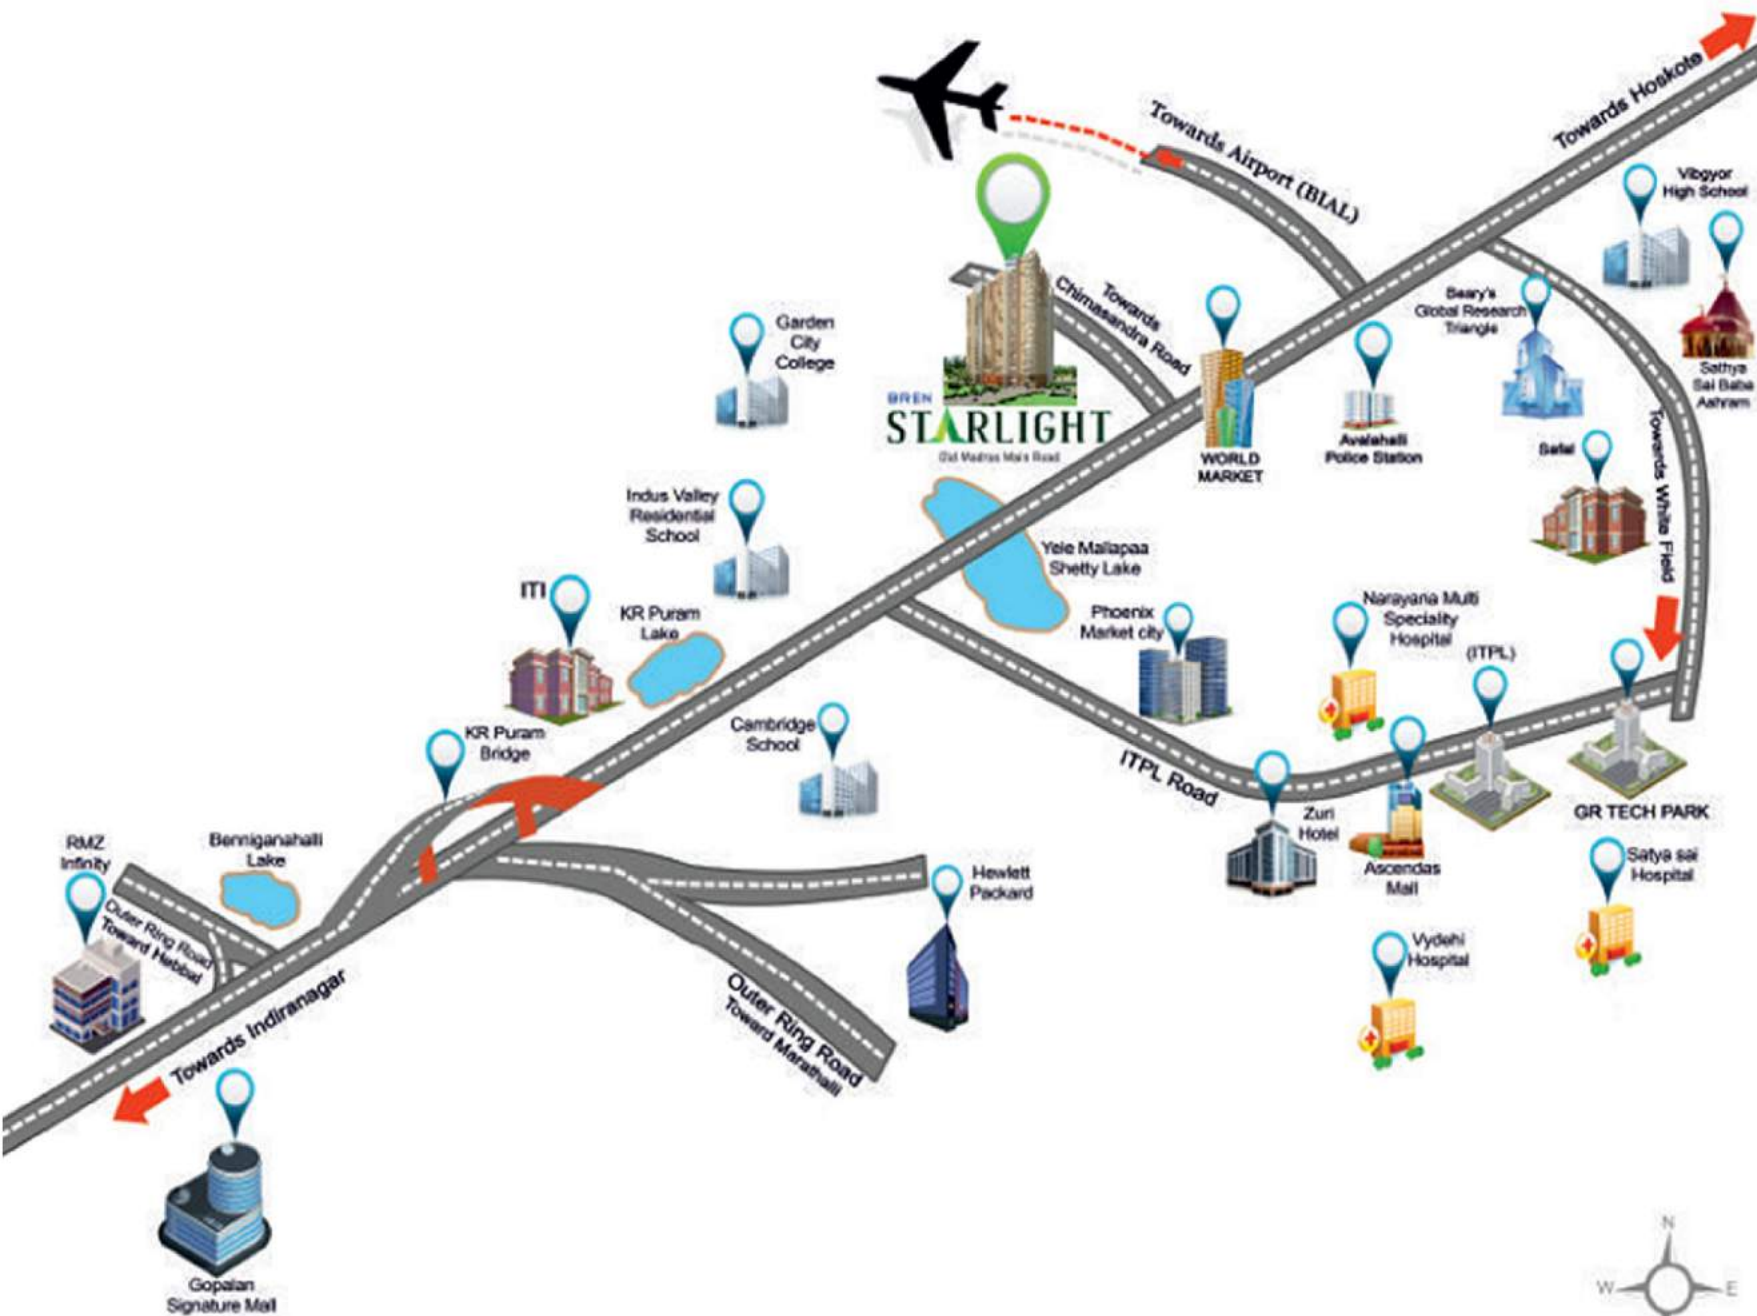 Towards Hoskote
Towards Airport (BIAL)
Vibgyor
High School
Sathya
Sai Baba
Ashram
Beary's
Global Research
Triangle
Towards
Chimasandra Road
Garden
City
College
BREN
STARLIGHT
Old Madras Main Road
WORLD
MARKET
Avalahalli
Police Station
Safal
Towards White Field
Indus Valley
Residential
School
Yele Mallapaa
Shetty Lake
ITI
KR Puram
Lake
Phoenix
Market city
Narayana Multi
Speciality
Hospital
(ITPL)
KR Puram
Bridge
Cambridge
School
ITPL Road
Zuri
Hotel
Ascendas
Mall
GR TECH PARK
RMZ
Infinity
Benniganahalli
Lake
Hewlett
Packard
Satya sai
Hospital
Outer Ring Road
Toward Hebbal
Vydehi
Hospital
Towards Indiranagar
Outer Ring Road
Toward Marathalli
Gopalan
Signature Mall
N
W
E